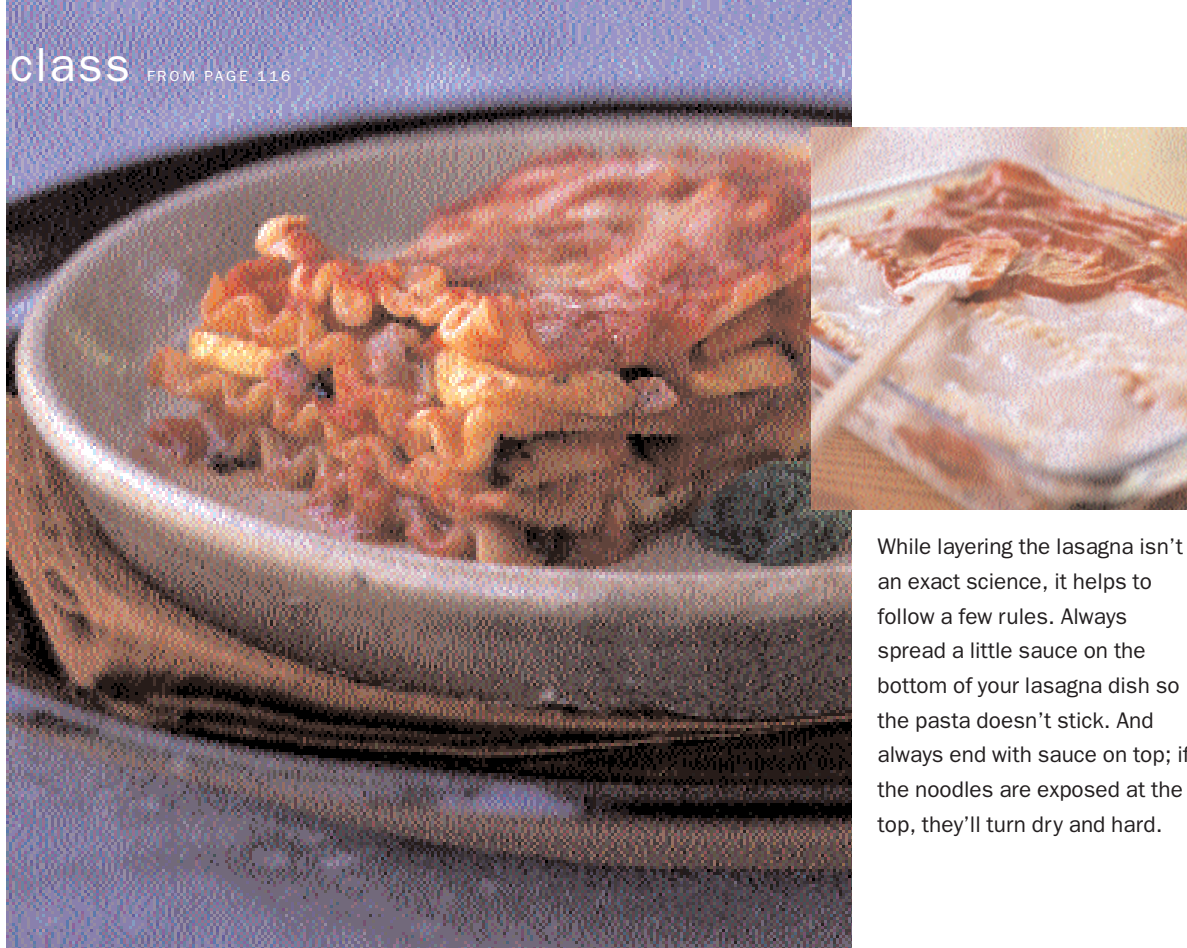 class FROM PAGE 116
While layering the lasagna isn’t
an exact science, it helps to
follow a few rules. Always
spread a little sauce on the
bottom of your lasagna dish so
the pasta doesn’t stick. And
always end with sauce on top; if
the noodles are exposed at the
top, they’ll turn dry and hard.